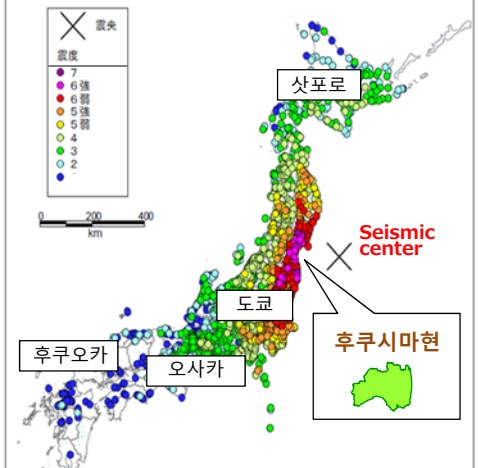 震央
震度
7
6強
6弱
5強
5弱
4
3
2
0 200 400
km
삿포로
Seismic
center
도쿄
후쿠시마현
후쿠오카
오사카